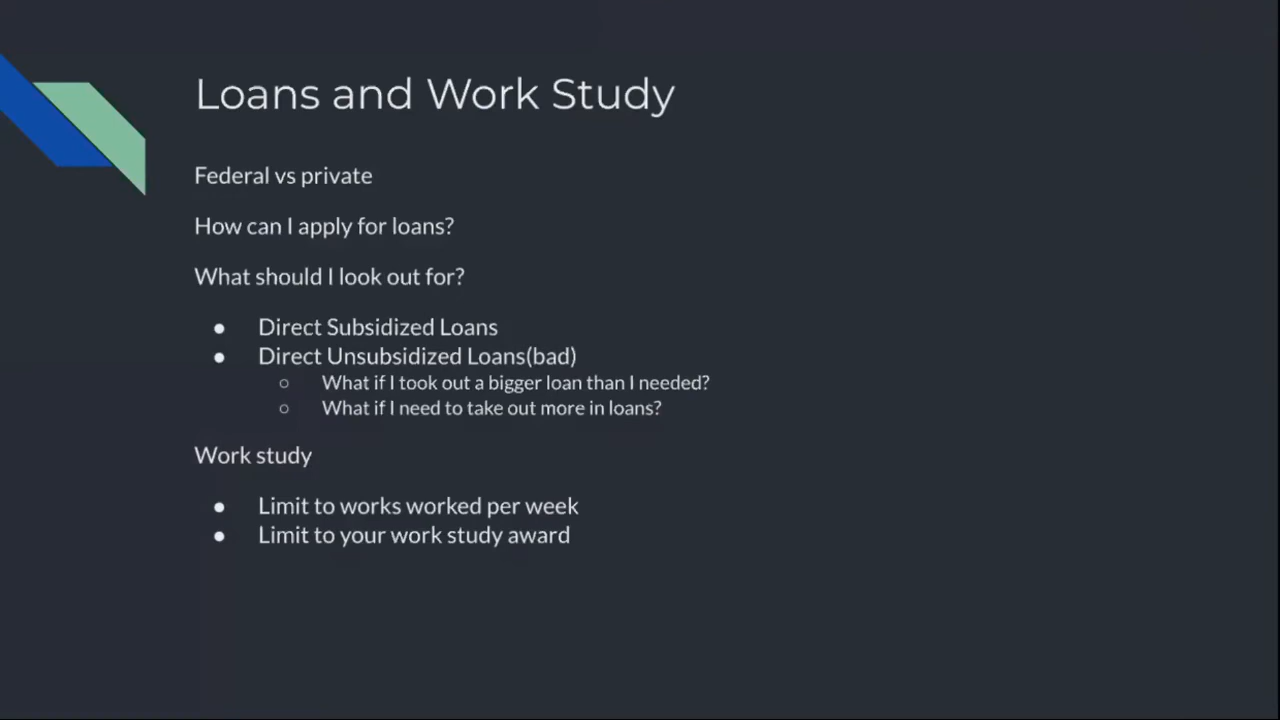 Loans and Work Study
Federal vs private
How can I apply for loans?
What should I look out for?
● Direct Subsidized Loans
● Direct Unsubsidized Loans(bad)
○ What if I took out a bigger loan than I needed?
○ What if I need to take out more in loans?
Work study
● Limit to works worked per week
● Limit to your work study award